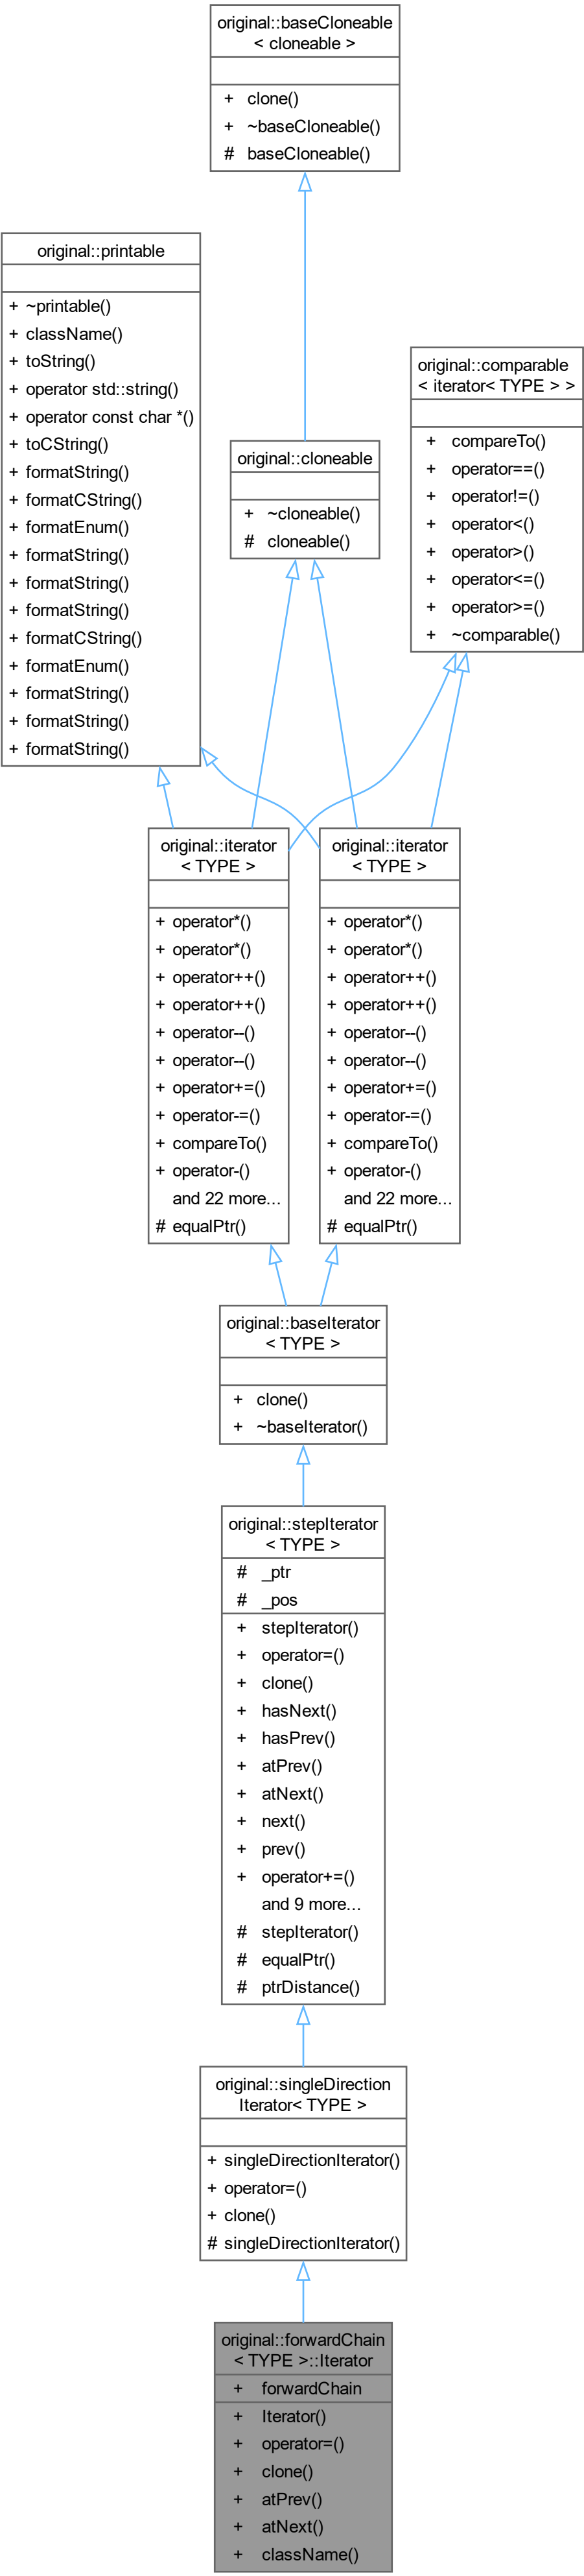 original::baseCloneable
< cloneable >
+ clone()
+ ~baseCloneable()
# baseCloneable()
original::printable
+ ~printable()
+ className()
+ toString()
+ operator std::string()
+ operator const char *()
+ toCString()
+ formatString()
+ formatCString()
+ formatEnum()
+ formatString()
+ formatString()
+ formatString()
+ formatCString()
+ formatEnum()
+ formatString()
+ formatString()
+ formatString()
original::comparable
< iterator< TYPE > >
+ compareTo()
+ operator==()
+ operator!=()
+ operator<()
+ operator>()
+ operator<=()
+ operator>=()
+ ~comparable()
original::cloneable
+ ~cloneable()
# cloneable()
original::iterator
< TYPE >
+ operator*()
+ operator*()
+ operator++()
+ operator++()
+ operator--()
+ operator--()
+ operator+=()
+ operator-=()
+ compareTo()
+ operator-()
and 22 more...
# equalPtr()
original::iterator
< TYPE >
+ operator*()
+ operator*()
+ operator++()
+ operator++()
+ operator--()
+ operator--()
+ operator+=()
+ operator-=()
+ compareTo()
+ operator-()
and 22 more...
# equalPtr()
original::baseIterator
< TYPE >
+ clone()
+ ~baseIterator()
original::stepIterator
< TYPE >
# _ptr
# _pos
+ stepIterator()
+ operator=()
+ clone()
+ hasNext()
+ hasPrev()
+ atPrev()
+ atNext()
+ next()
+ prev()
+ operator+=()
and 9 more...
# stepIterator()
# equalPtr()
# ptrDistance()
original::singleDirection
Iterator< TYPE >
+ singleDirectionIterator()
+ operator=()
+ clone()
# singleDirectionIterator()
original::forwardChain
< TYPE >::Iterator
+ forwardChain
+ Iterator()
+ operator=()
+ clone()
+ atPrev()
+ atNext()
+ className()